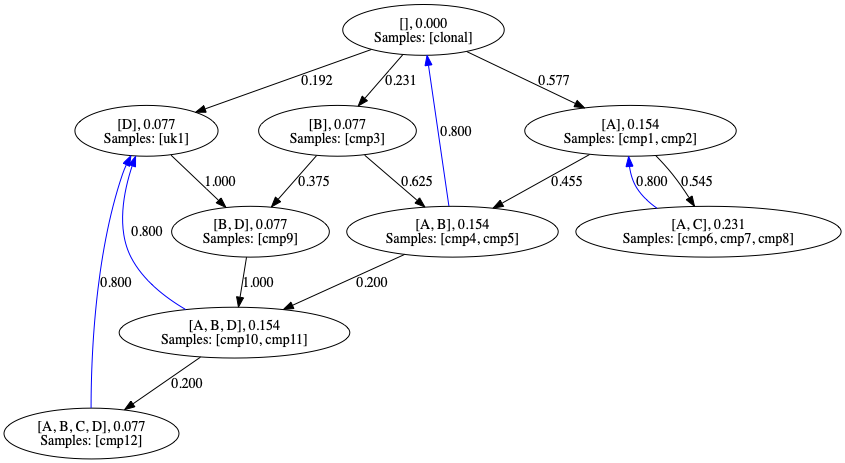 [], 0.000
Samples: [clonal]
0.192
0.231
0.577
[D], 0.077
Samples: [uk1]
[B], 0.077
Samples: [cmp3]
0.800
[A], 0.154
Samples: [cmp1, cmp2]
1.000
0.375
0.625
0.455
0.800
0.545
[B, D], 0.077
Samples: [cmp9]
[A, B], 0.154
Samples: [cmp4, cmp5]
[A, C], 0.231
Samples: [cmp6, cmp7, cmp8]
0.800
0.800
1.000
0.200
[A, B, D], 0.154
Samples: [cmp10, cmp11]
0.200
[A, B, C, D], 0.077
Samples: [cmp12]